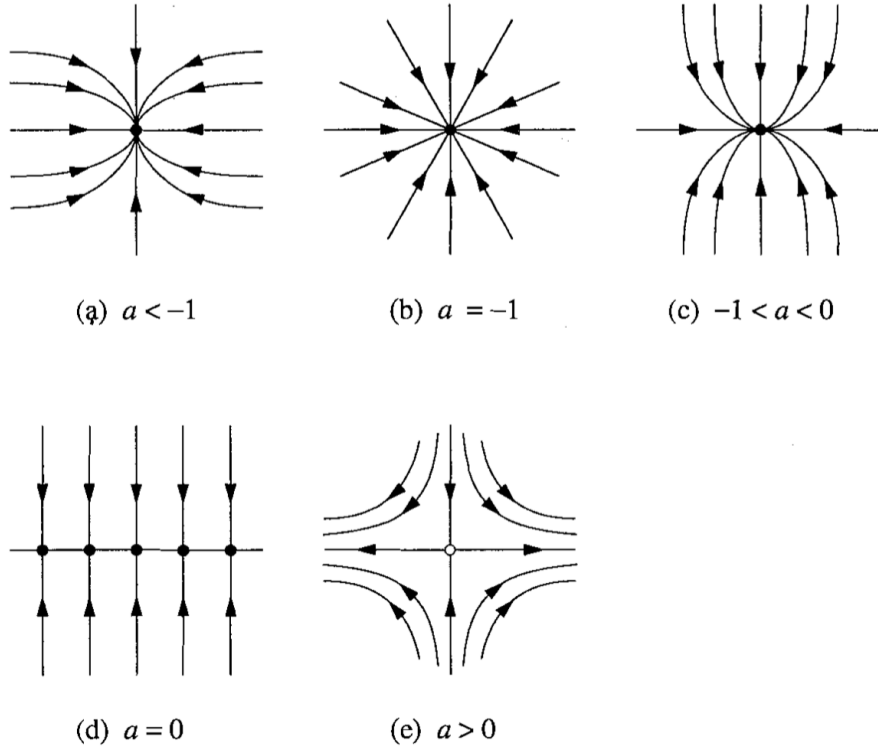 (a) a < −1
(b) a = −1
(c) −1 < a < 0
(d) a = 0
(e) a > 0